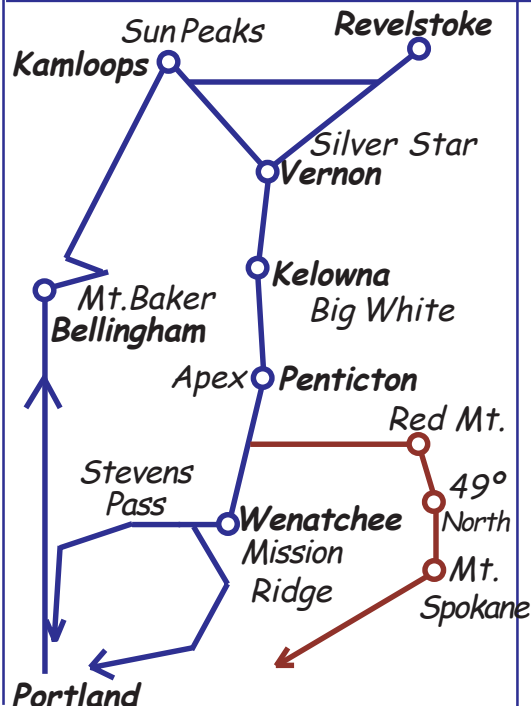 Sun Peaks
Revelstoke
Kamloops
Silver Star
Vernon
Kelowna
Big White
Mt. Baker
Bellingham
Apex
Penticton
Red Mt.
49°
North
Stevens
Pass
Wenatchee
Mission
Ridge
Mt.
Spokane
Portland